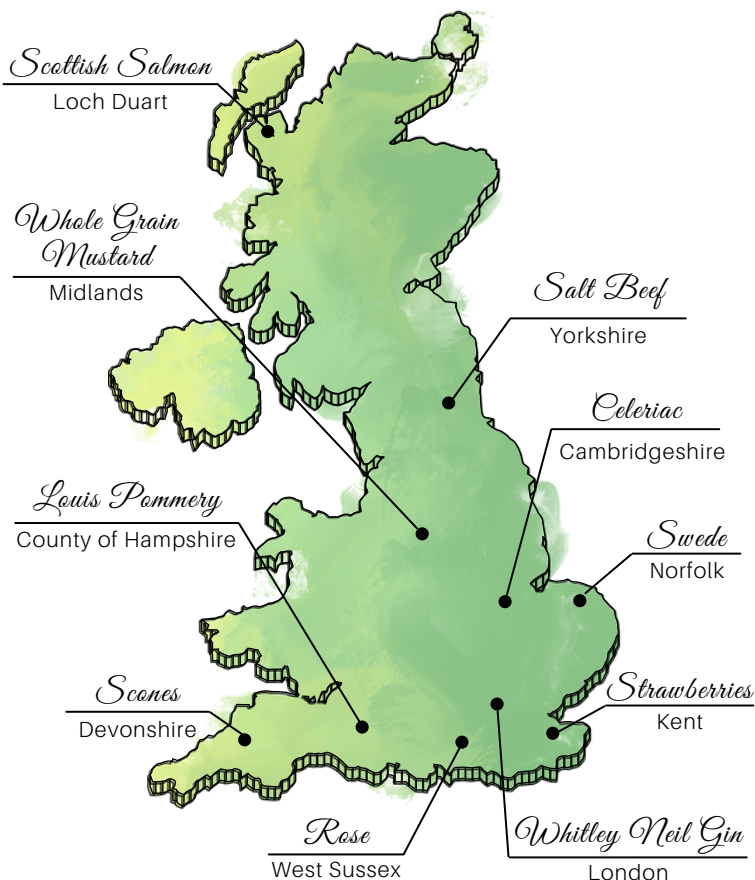 Scottish Salmon
Loch Duart
Whole Grain
Mustard
Midlands
Salt Beef
Yorkshire
Celeriac
Cambridgeshire
Louis Pommery
County of Hampshire
Swede
Norfolk
Scones
Devonshire
Strawberries
Kent
Rose
West Sussex
Whitley Neil Gin
London